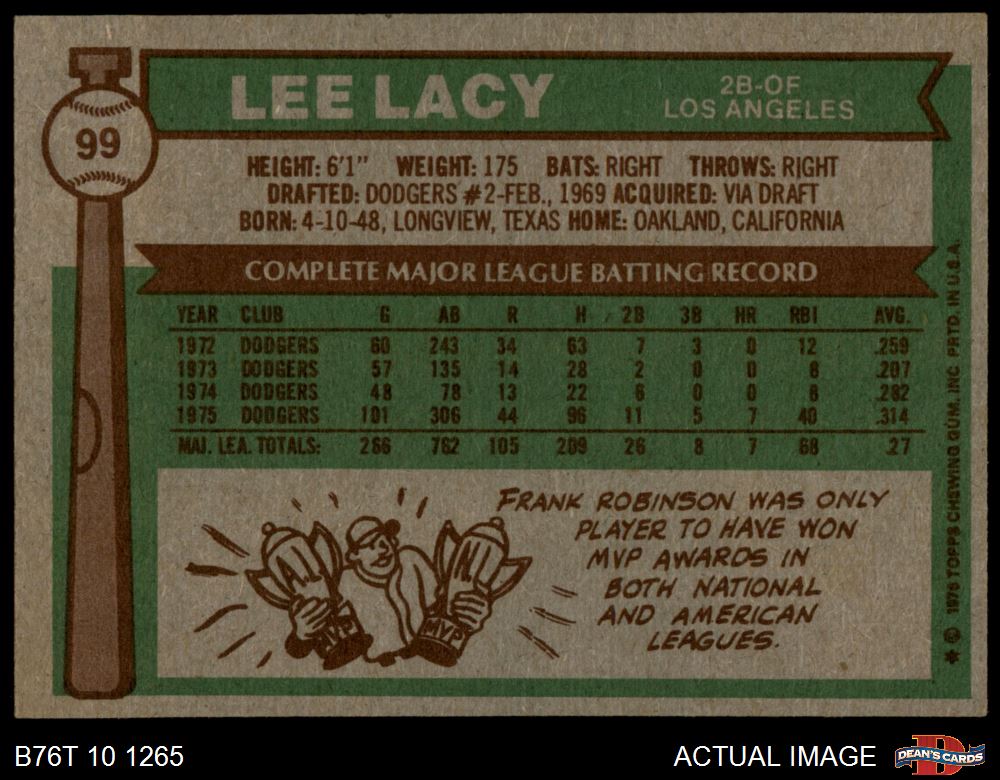 99
LEE LACY
2B-OF
LOS ANGELES
HEIGHT: 6'1" WEIGHT: 175 BATS: RIGHT THROWS: RIGHT
DRAFTED: DODGERS #2-FEB., 1969 ACQUIRED: VIA DRAFT
BORN: 4-10-48, LONGVIEW, TEXAS HOME: OAKLAND, CALIFORNIA
COMPLETE MAJOR LEAGUE BATTING RECORD
YEAR CLUB G AB R H 2B 3B HR RBI AVG.
1972 DODGERS 60 243 34 63 7 3 0 12 .259
1973 DODGERS 57 135 14 28 2 0 0 8 .207
1974 DODGERS 48 78 13 22 6 0 0 8 .282
1975 DODGERS 101 306 44 96 11 5 7 40 .314
MAJ. LEA. TOTALS: 266 762 105 209 26 8 7 68 .27
FRANK ROBINSON WAS ONLY
PLAYER TO HAVE WON
MVP AWARDS IN
BOTH NATIONAL
AND AMERICAN
LEAGUES.
A.L.
N.L.
MVP
MVP
* © 1976 TOPPS CHEWING GUM, INC. PRTD. IN U.S.A.
B76T 10 1265
ACTUAL IMAGE
D
DEAN'S CARDS